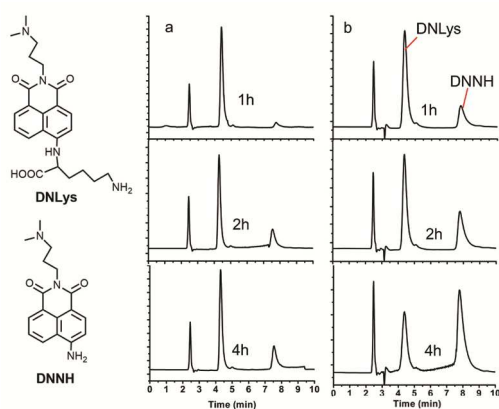 N
O N O
HN
HOOC
NH2
DNLys
N
O N O
NH2
DNNH
a
1h
2h
4h
0 1 2 3 4 5 6 7 8 9 10
Time (min)
b
DNLys
DNNH
1h
2h
4h
0 1 2 3 4 5 6 7 8 9 10
Time (min)